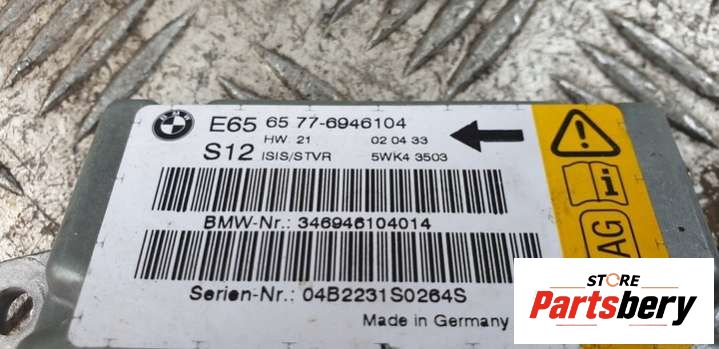 E65 65 77-6946104
HW: 21 02 04 33
S12 ISIS/STVR 5WK4 3503
BMW-Nr.: 346946104014
Serien-Nr.: 04B2231S0264S
Made in Germany
AG
STORE
Partsbery